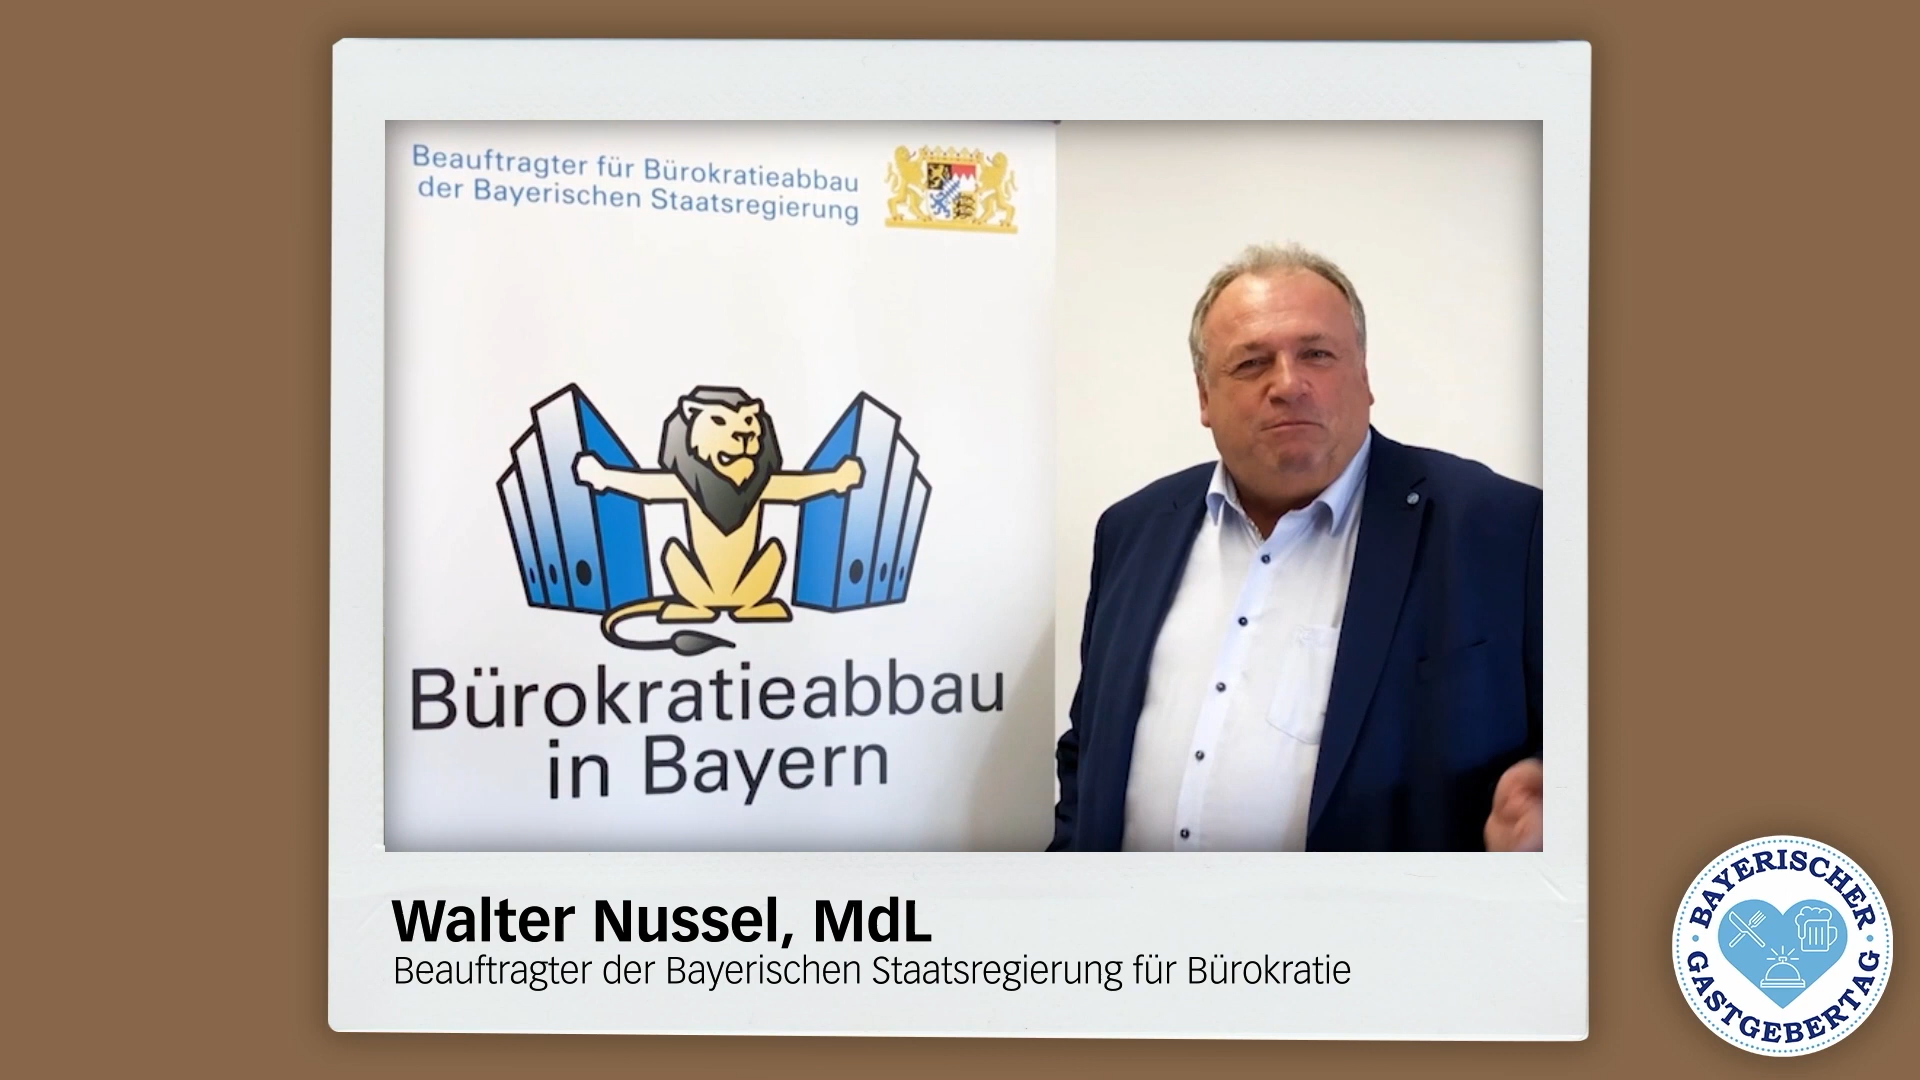 Beauftragter für Bürokratieabbau
der Bayerischen Staatsregierung
Bürokratieabbau
in Bayern
Walter Nussel, MdL
Beauftragter der Bayerischen Staatsregierung für Bürokratie
BAYERISCHER
GASTGEBERTAG